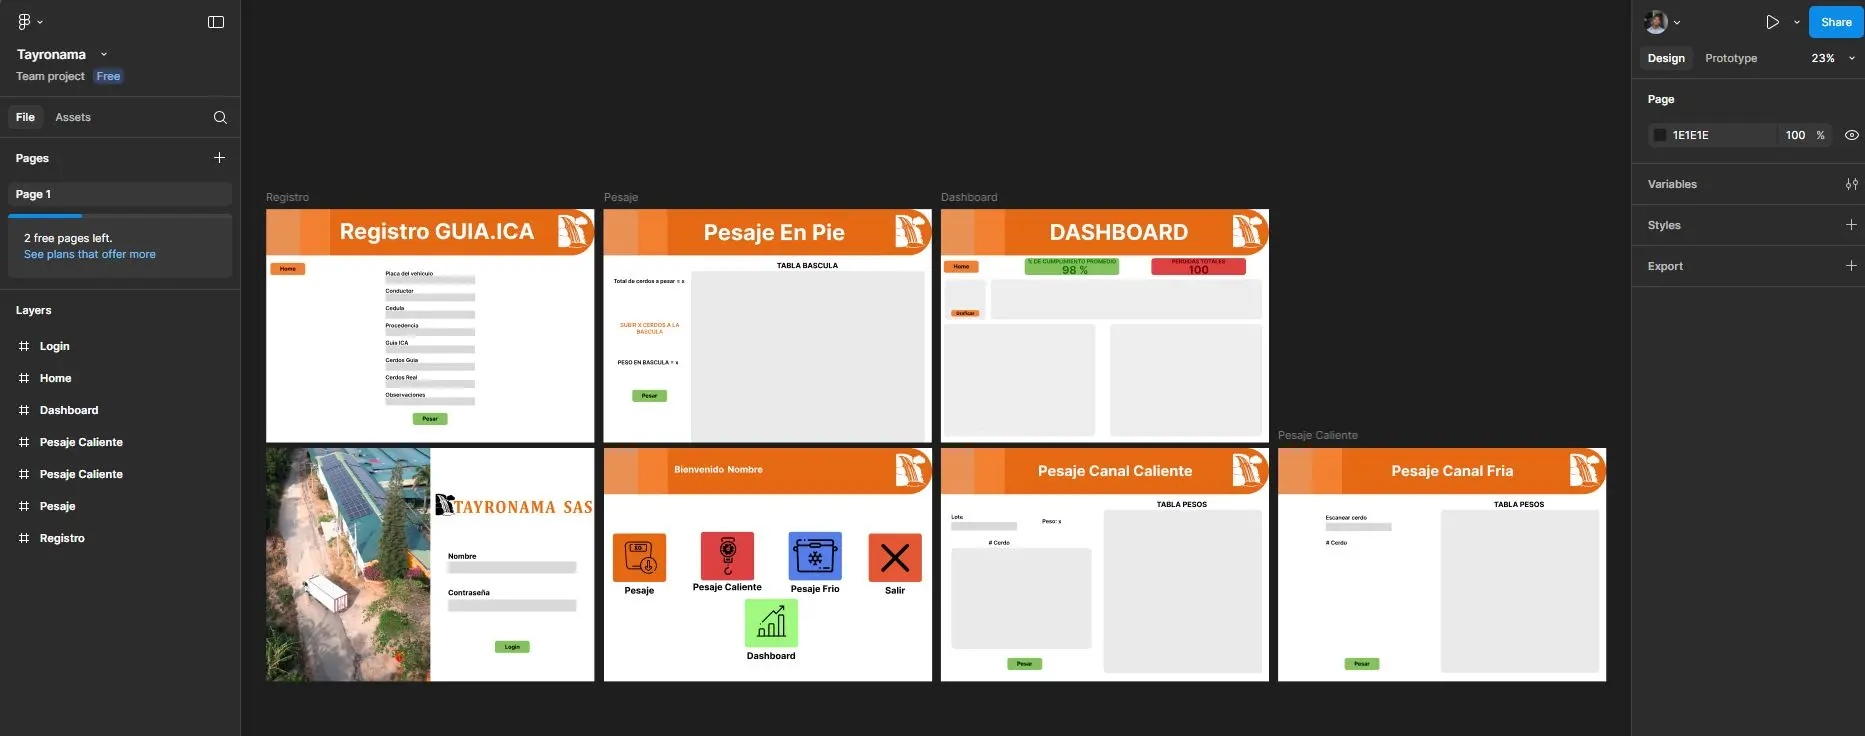 Tayronama
Team project Free
File Assets
Pages
Page 1
2 free pages left.
See plans that offer more
Layers
Login
Home
Dashboard
Pesaje Caliente
Pesaje Caliente
Pesaje
Registro
Registro
Registro GUIA.ICA
Home
Placa del vehiculo
Conductor
Cedula
Procedencia
Guia ICA
Cerdos Guia
Cerdos Real
Observaciones
Pesar
Pesaje
Pesaje En Pie
TABLA BASCULA
Total de cerdos a pesar = x
SUBIR X CERDOS A LA
BASCULA
PESO EN BASCULA = x
Pesar
Dashboard
DASHBOARD
Home
% DE CUMPLIMIENTO PROMEDIO
98 %
PERDIDAS TOTALES
100
Graficar
TAYRONAMA SAS
Nombre
Contraseña
Login
Bienvenido Nombre
Pesaje
Pesaje Caliente
Pesaje Frio
Salir
Dashboard
Pesaje Canal Caliente
TABLA PESOS
Lote
Peso: x
# Cerdo
Pesar
Pesaje Caliente
Pesaje Canal Fria
TABLA PESOS
Escanear cerdo
# Cerdo
Pesar
Share
Design Prototype 23%
Page
1E1E1E 100 %
Variables
Styles
Export